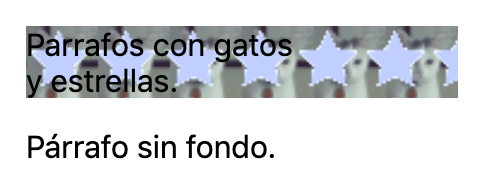 Parrafos con gatos
y estrellas.
Párrafo sin fondo.